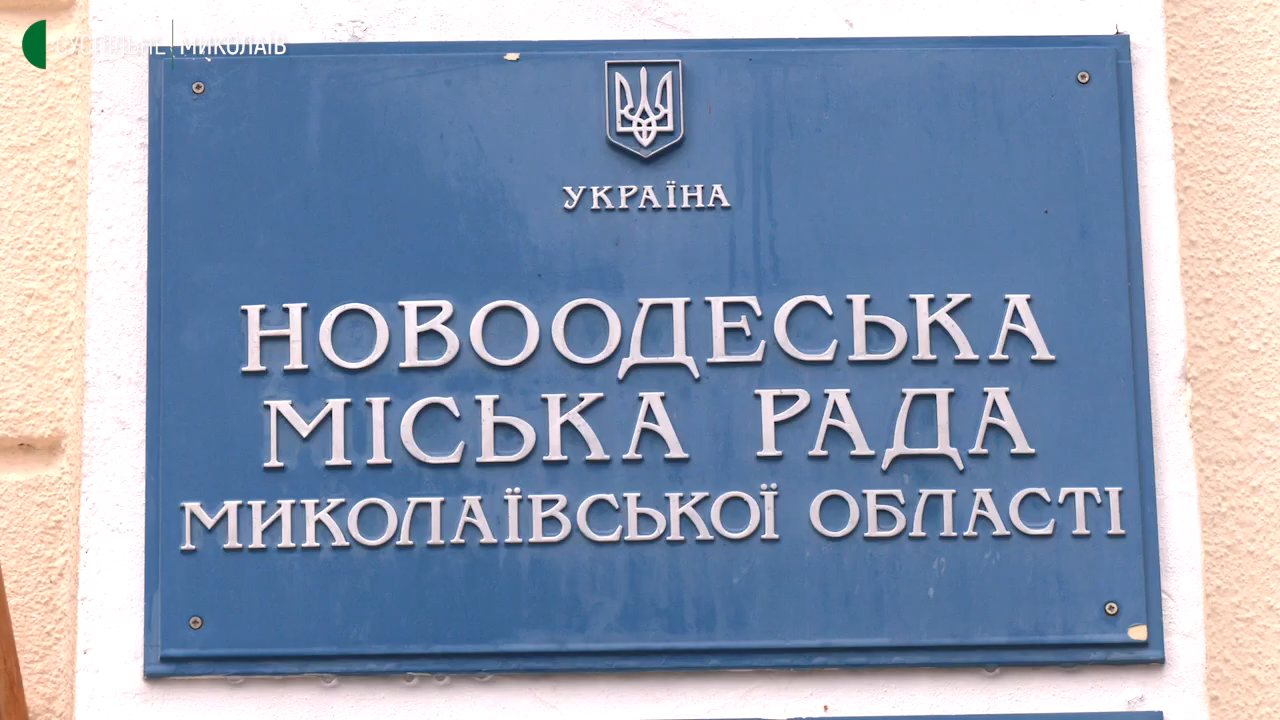 СУСПІЛЬНЕ МИКОЛАЇВ
УКРАЇНА
НОВООДЕСЬКА
МІСЬКА РАДА
МИКОЛАЇВСЬКОЇ ОБЛАСТІ